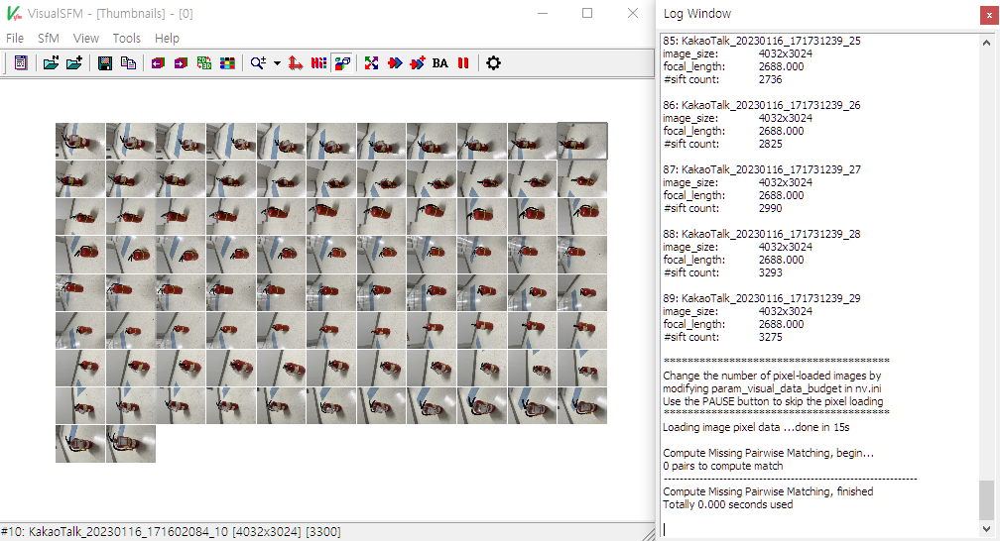 VisualSFM - [Thumbnails] - [0]
File SfM View Tools Help
BA
#10: KakaoTalk_20230116_171602084_10 [4032x3024] [3300]
Log Window
x
85: KakaoTalk_20230116_171731239_25
image_size: 4032x3024
focal_length: 2688.000
#sift count: 2736
86: KakaoTalk_20230116_171731239_26
image_size: 4032x3024
focal_length: 2688.000
#sift count: 2825
87: KakaoTalk_20230116_171731239_27
image_size: 4032x3024
focal_length: 2688.000
#sift count: 2990
88: KakaoTalk_20230116_171731239_28
image_size: 4032x3024
focal_length: 2688.000
#sift count: 3293
89: KakaoTalk_20230116_171731239_29
image_size: 4032x3024
focal_length: 2688.000
#sift count: 3275
Change the number of pixel-loaded images by
modifying param_visual_data_budget in nv.ini
Use the PAUSE button to skip the pixel loading
Loading image pixel data ...done in 15s
Compute Missing Pairwise Matching, begin...
0 pairs to compute match
Compute Missing Pairwise Matching, finished
Totally 0.000 seconds used